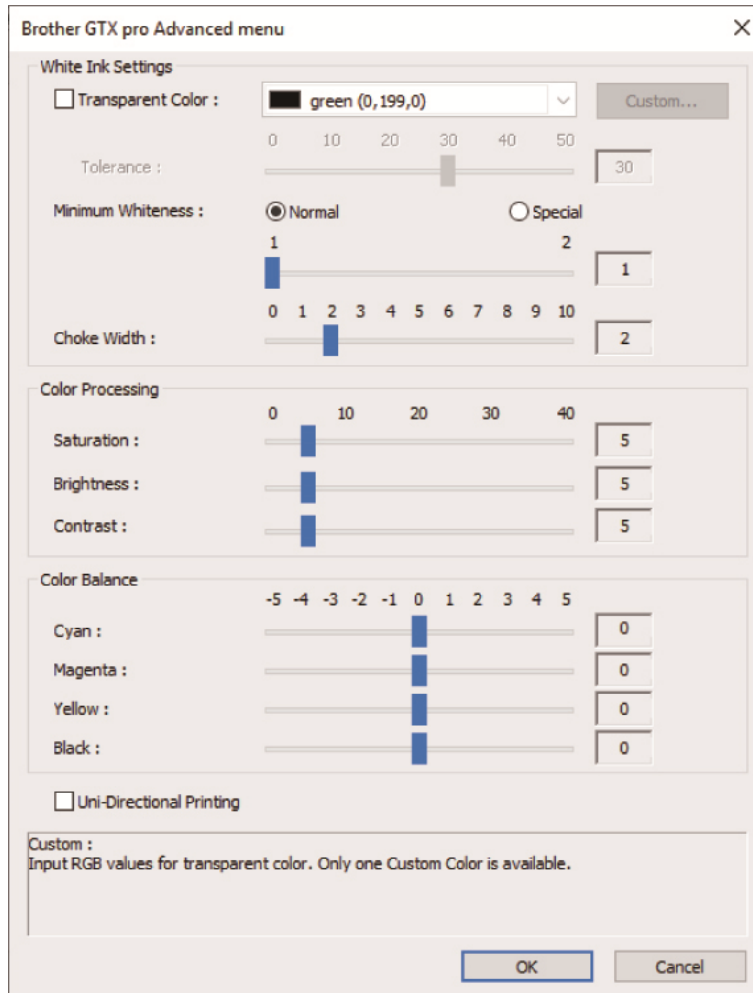 Brother GTX pro Advanced menu
White Ink Settings
Transparent Color : green (0,199,0) Custom...
0 10 20 30 40 50
Tolerance : 30
Minimum Whiteness : Normal Special
1 2
1
0 1 2 3 4 5 6 7 8 9 10
Choke Width : 2
Color Processing
0 10 20 30 40
Saturation : 5
Brightness : 5
Contrast : 5
Color Balance
-5 -4 -3 -2 -1 0 1 2 3 4 5
Cyan : 0
Magenta : 0
Yellow : 0
Black : 0
Uni-Directional Printing
Custom :
Input RGB values for transparent color. Only one Custom Color is available.
OK Cancel